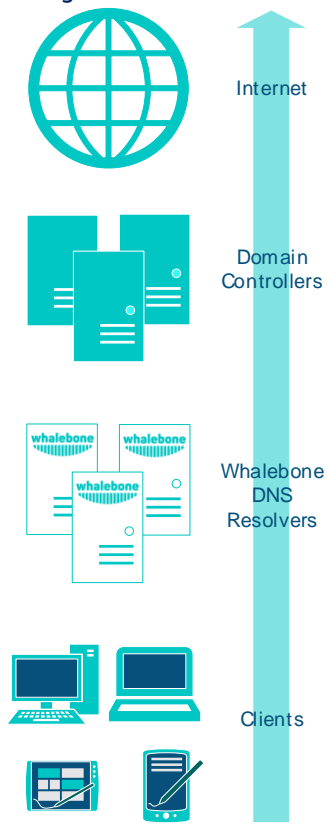 Internet
Domain
Controllers
whalebone
whalebone
whalebone
Whalebone
DNS
Resolvers
Clients